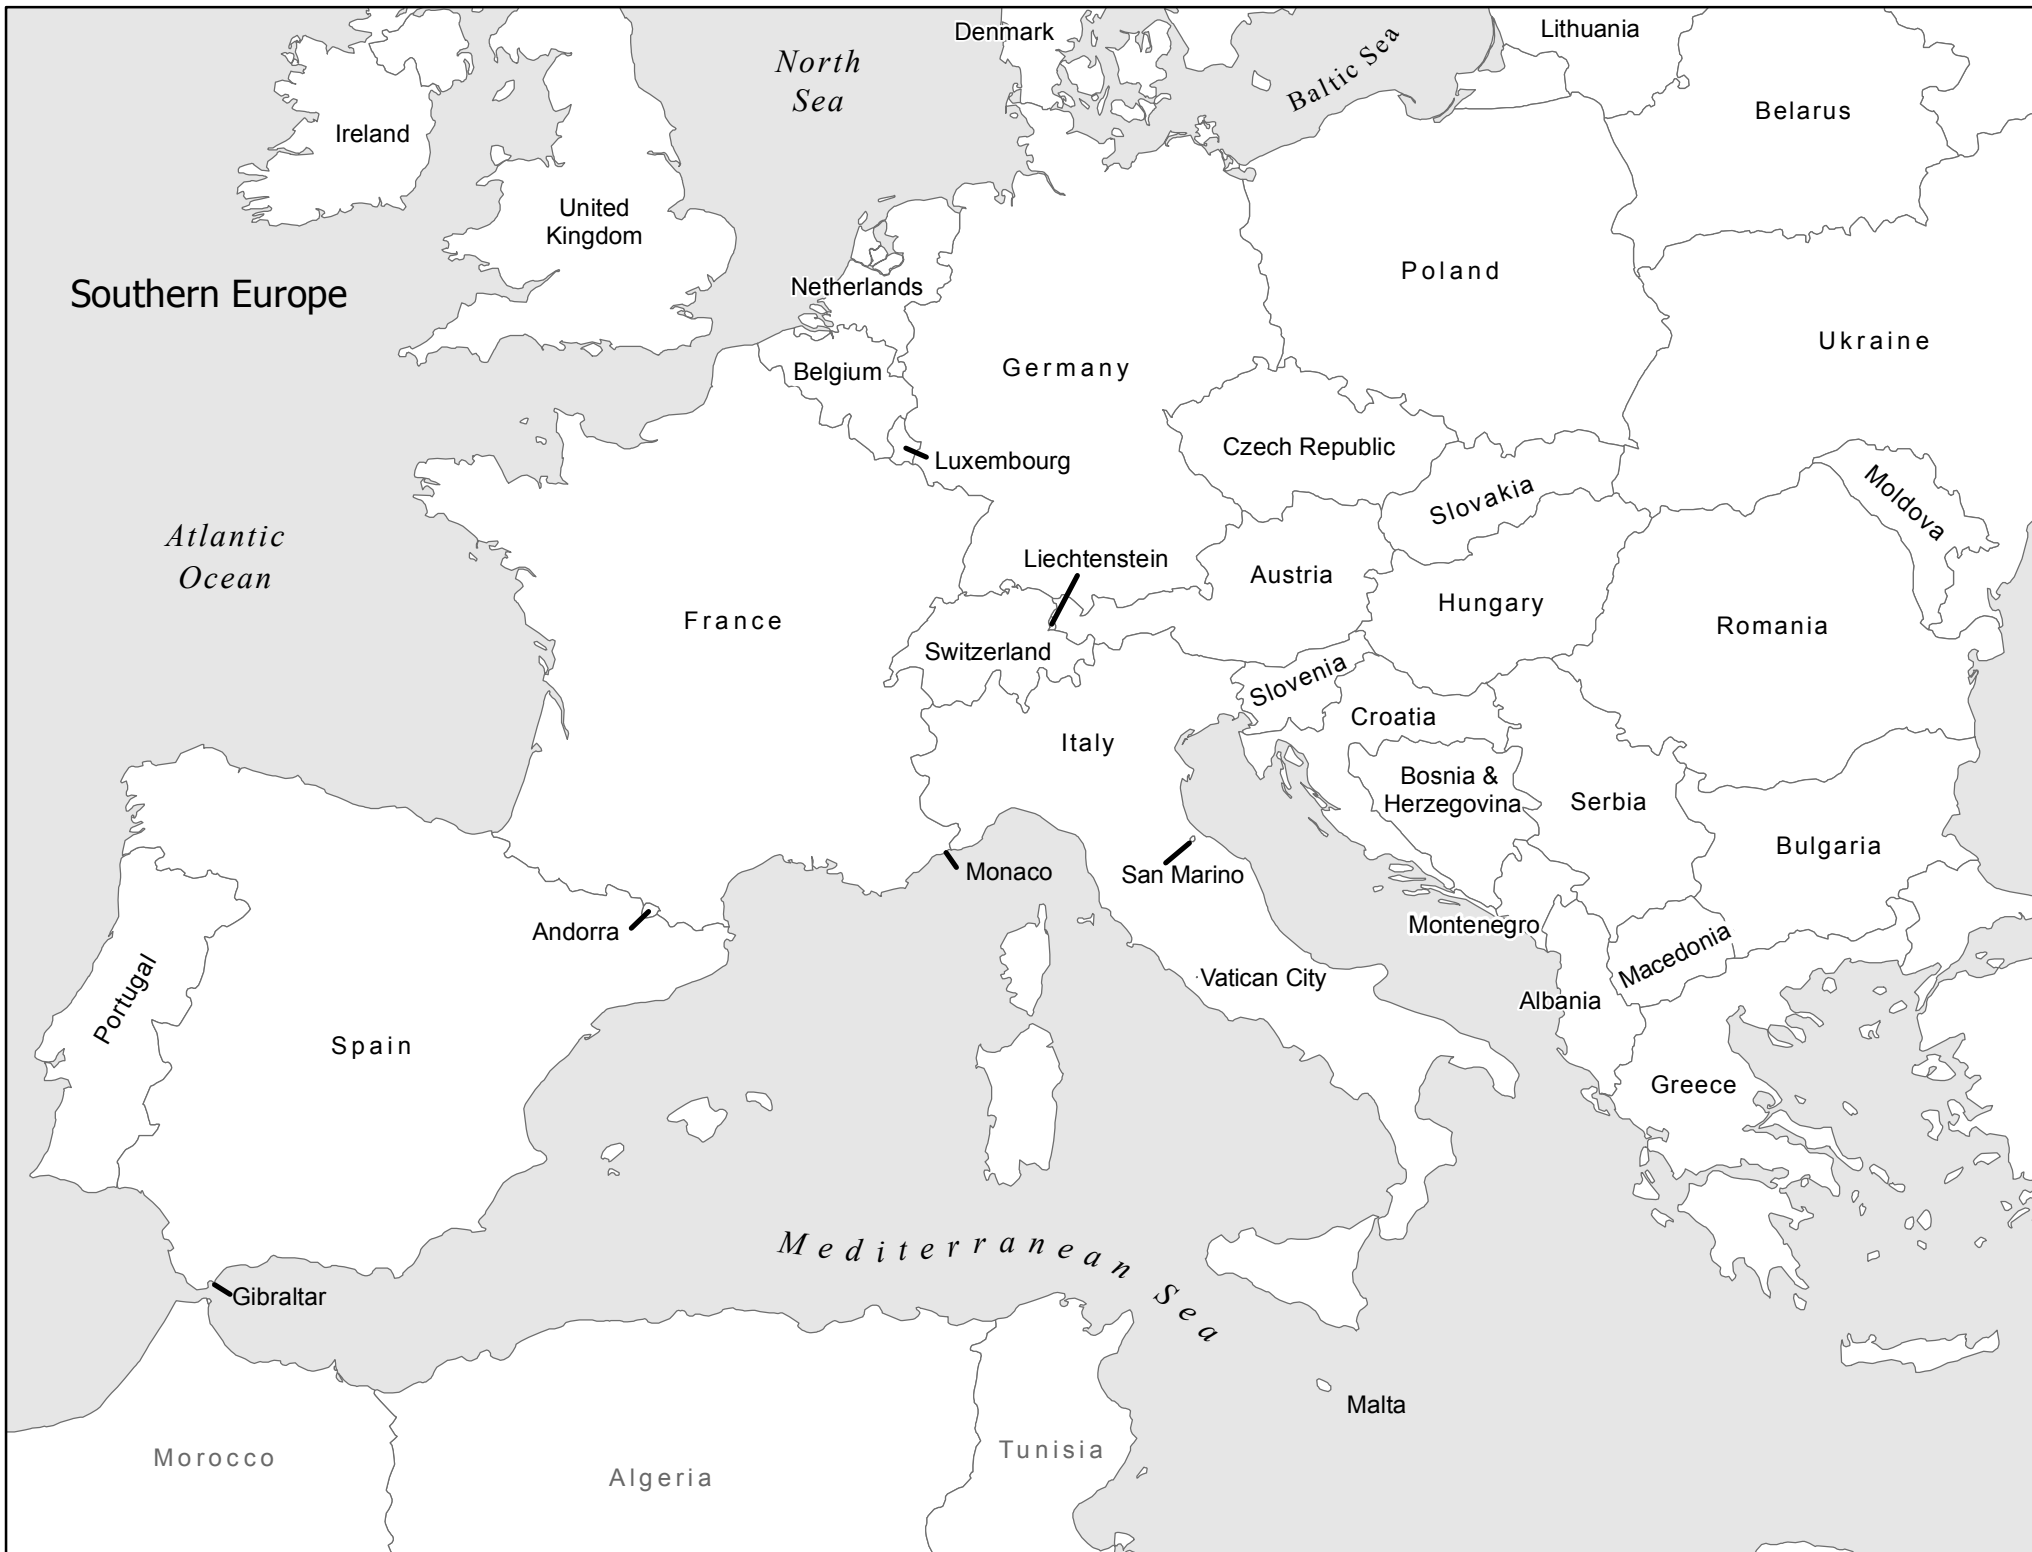 Denmark
Lithuania
North
Sea
Baltic Sea
Belarus
Ireland
United
Kingdom
Netherlands
Poland
Southern Europe
Ukraine
Belgium
Germany
Czech Republic
Luxembourg
Slovakia
Moldova
Atlantic
Ocean
Liechtenstein
Austria
Hungary
France
Romania
Switzerland
Slovenia
Croatia
Italy
Bosnia &
Herzegovina
Serbia
Bulgaria
Monaco
San Marino
Andorra
Montenegro
Macedonia
Portugal
Vatican City
Albania
Spain
Greece
Mediterranean Sea
Gibraltar
Malta
Morocco
Algeria
Tunisia